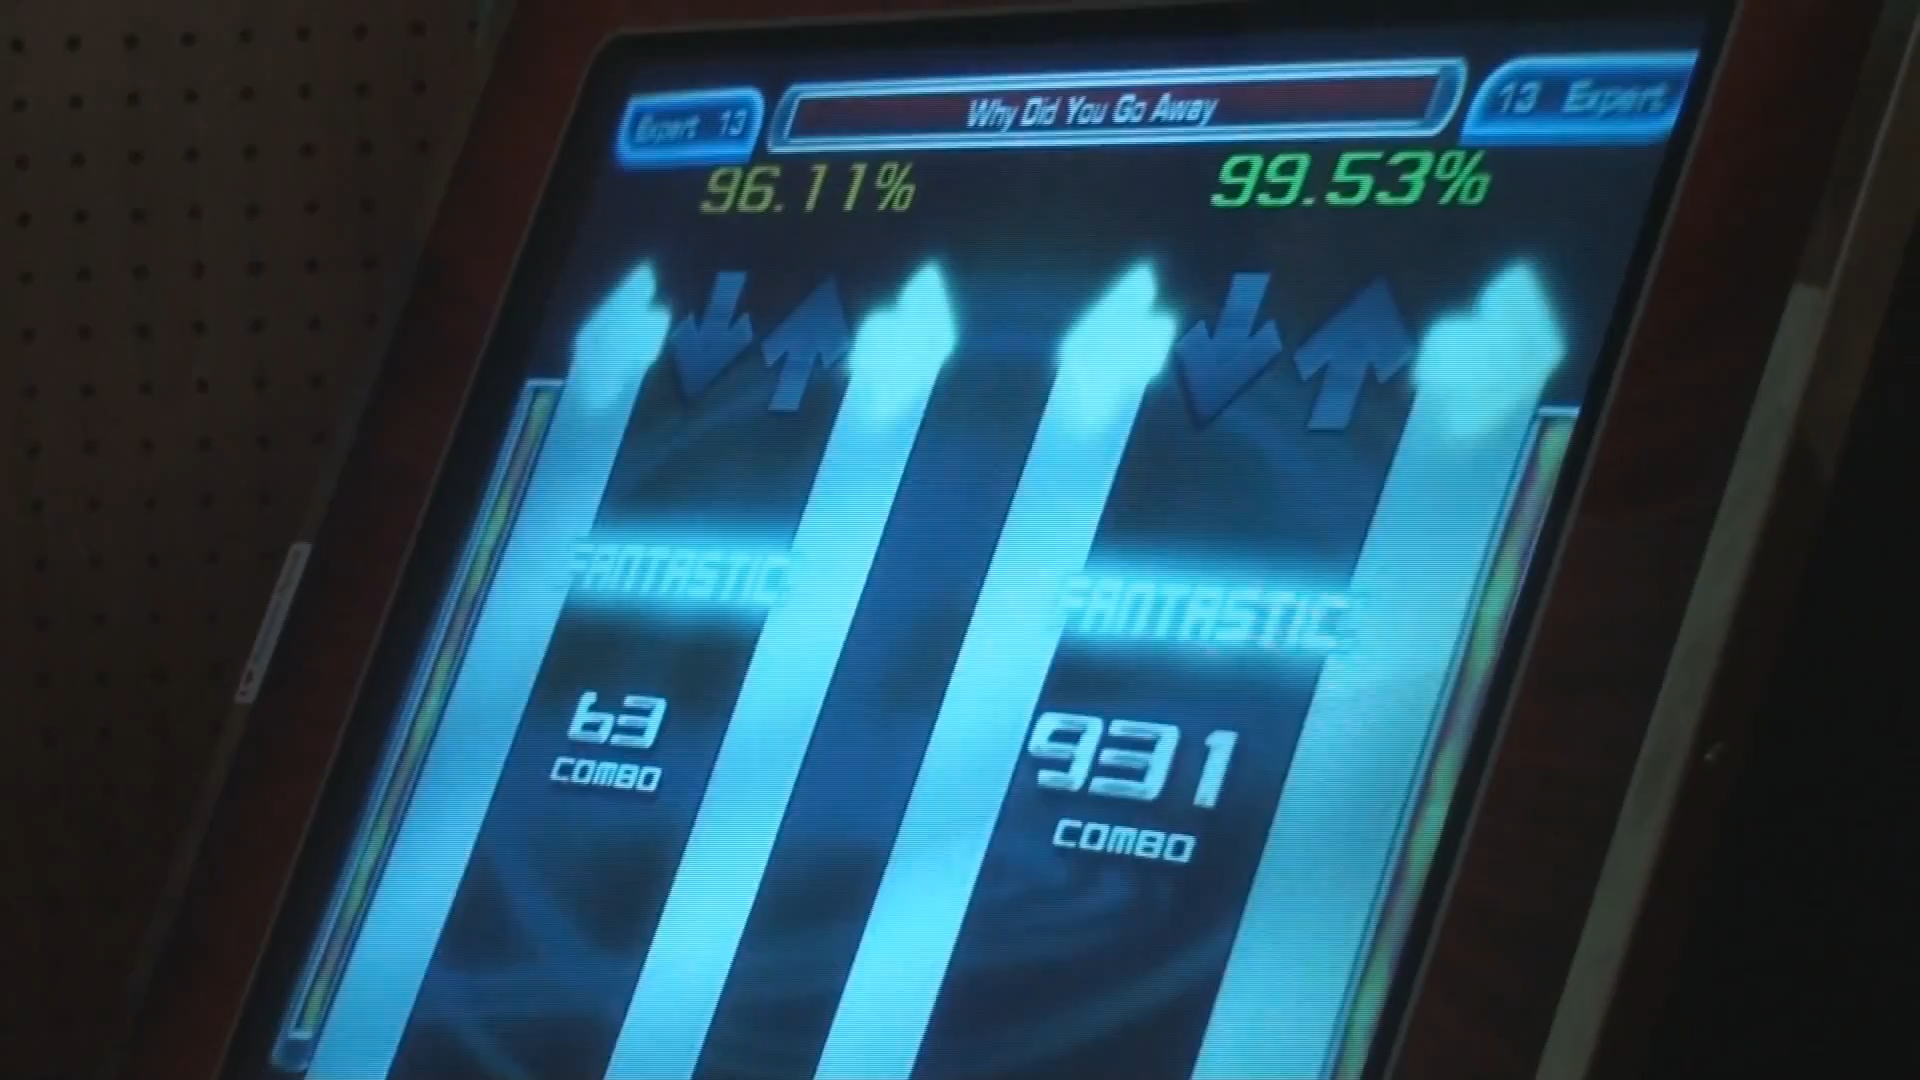 Expert 13
Why Did You Go Away
13 Expert
96.11%
99.53%
FANTASTIC
FANTASTIC
63
COMBO
931
COMBO